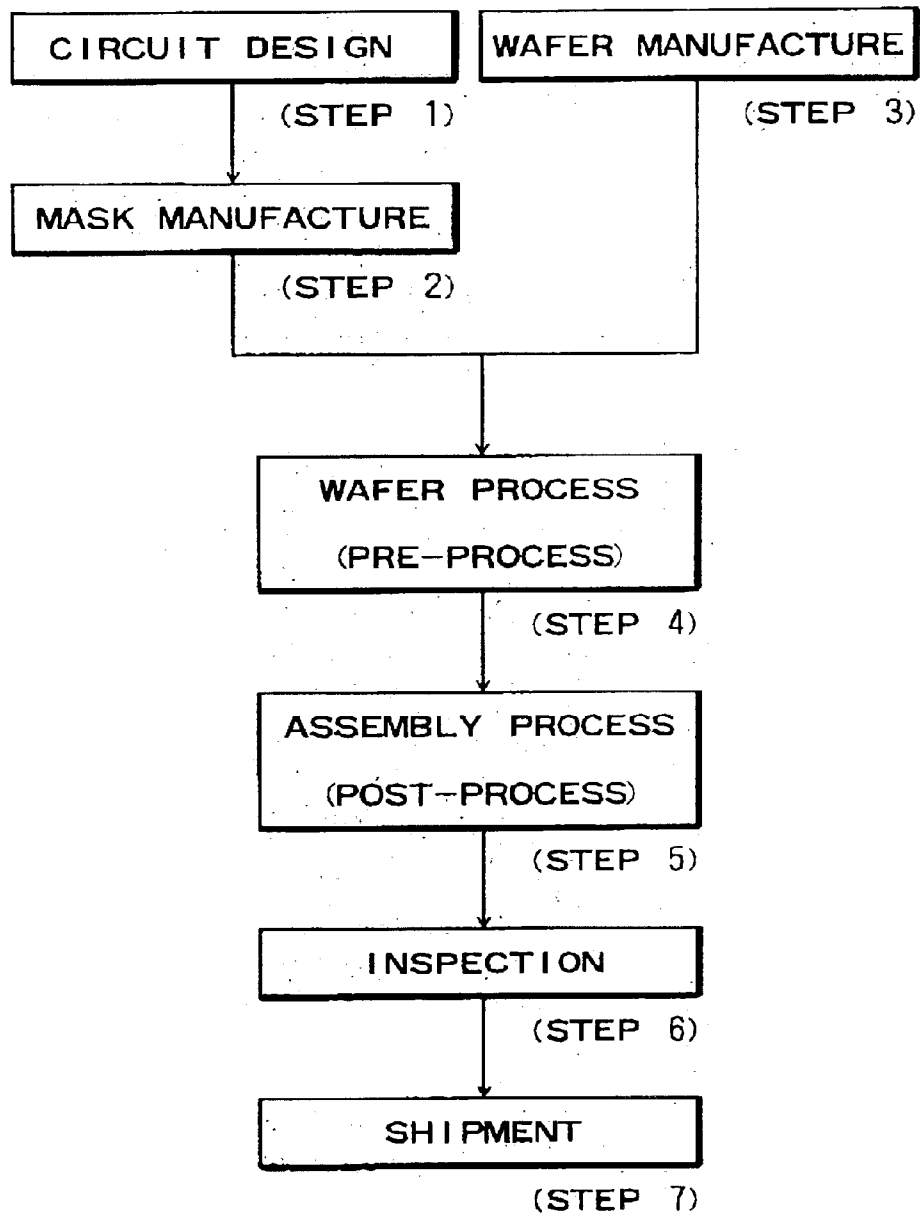 CIRCUIT DESIGN
(STEP 1)
WAFER MANUFACTURE
(STEP 3)
MASK MANUFACTURE
(STEP 2)
WAFER PROCESS
(PRE-PROCESS)
(STEP 4)
ASSEMBLY PROCESS
(POST-PROCESS)
(STEP 5)
INSPECTION
(STEP 6)
SHIPMENT
(STEP 7)